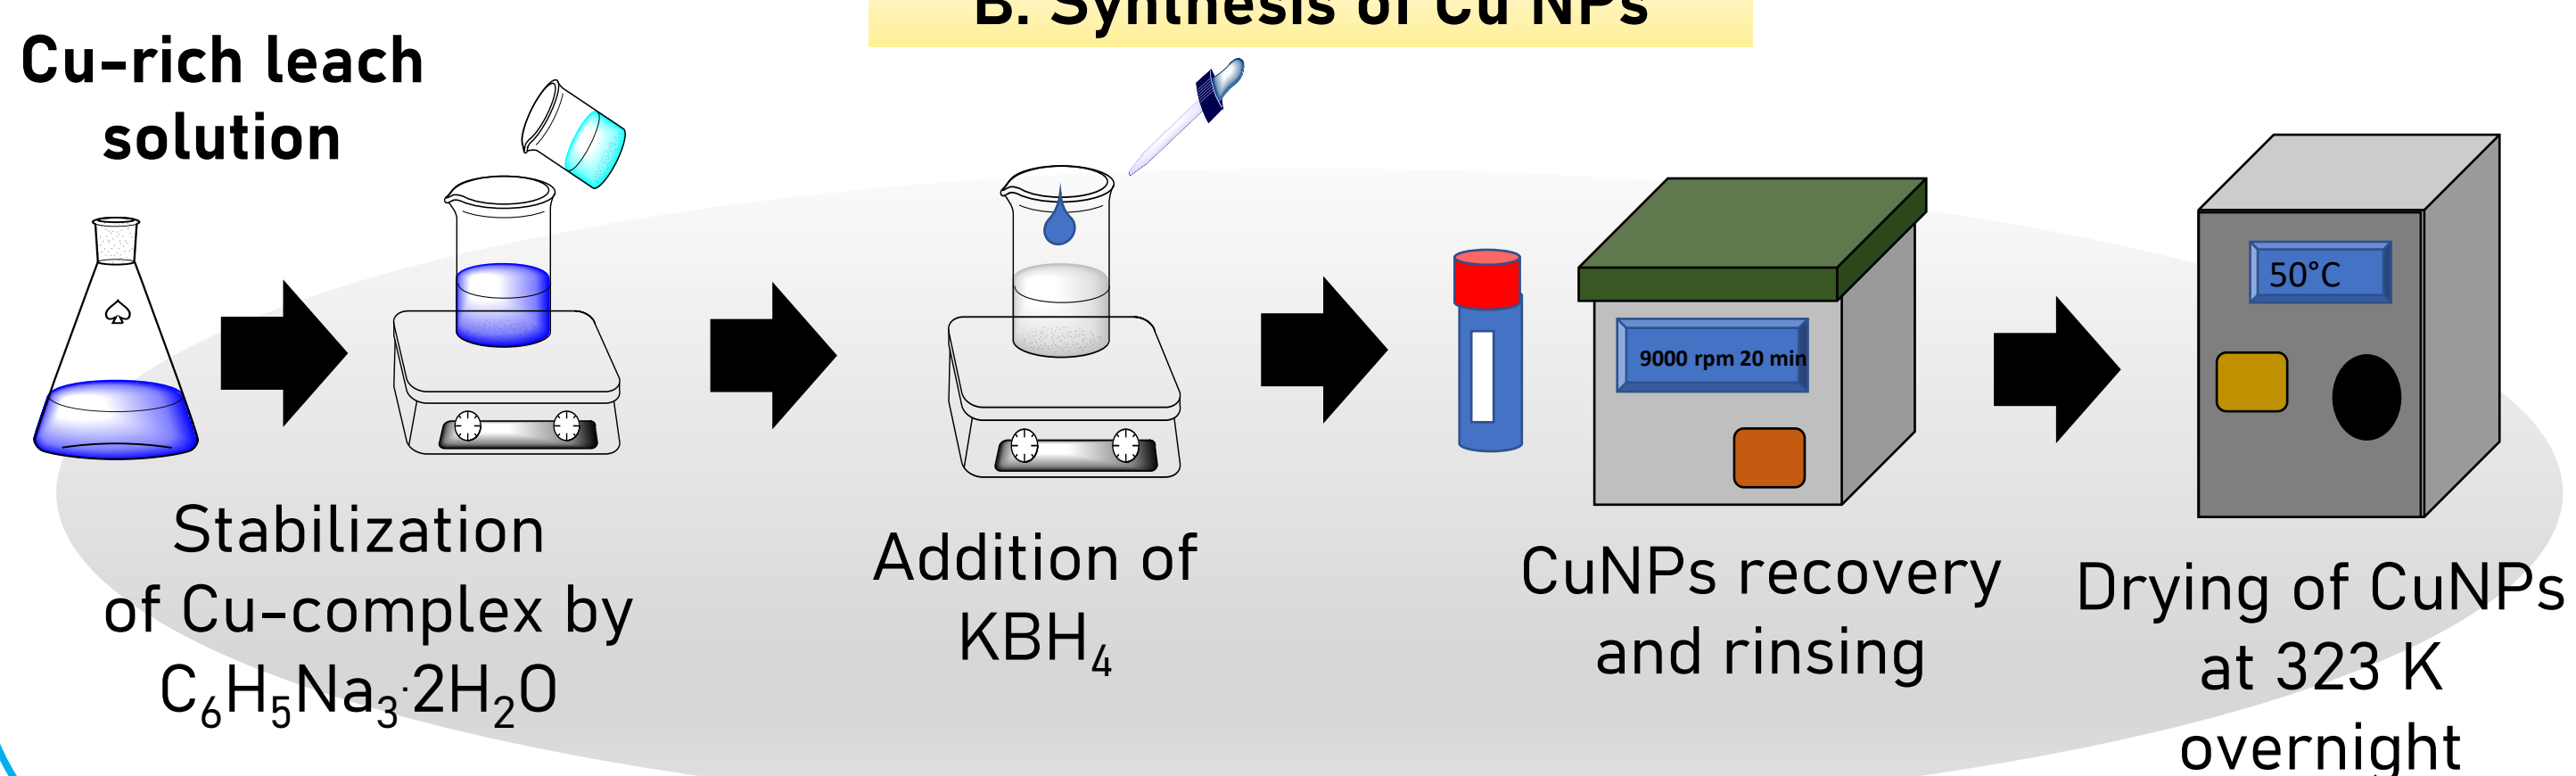 B. Synthesis of Cu NPs
Cu-rich leach
solution
50°C
9000 rpm 20 min
Stabilization
of Cu-complex by
C₆H₅Na₃·2H₂O
Addition of
KBH₄
CuNPs recovery
and rinsing
Drying of CuNPs
at 323 K
overnight